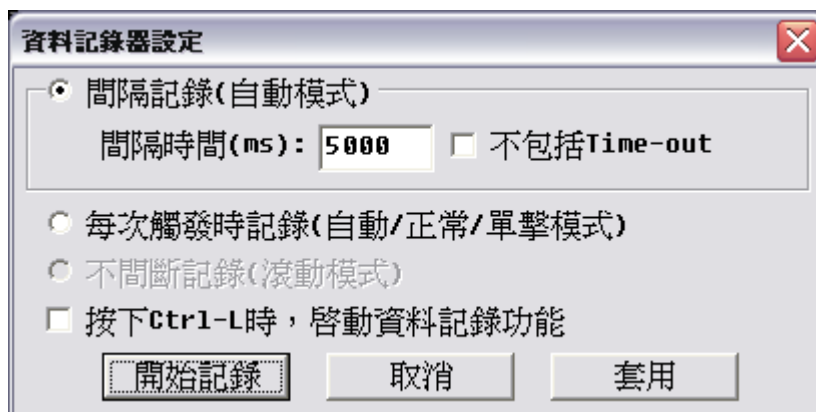 資料記錄器設定
間隔記錄(自動模式)
間隔時間(ms): 5000 不包括Time-out
每次觸發時記錄(自動/正常/單擊模式)
不間斷記錄(滾動模式)
按下Ctrl-L時，啓動資料記錄功能
開始記錄 取消 套用